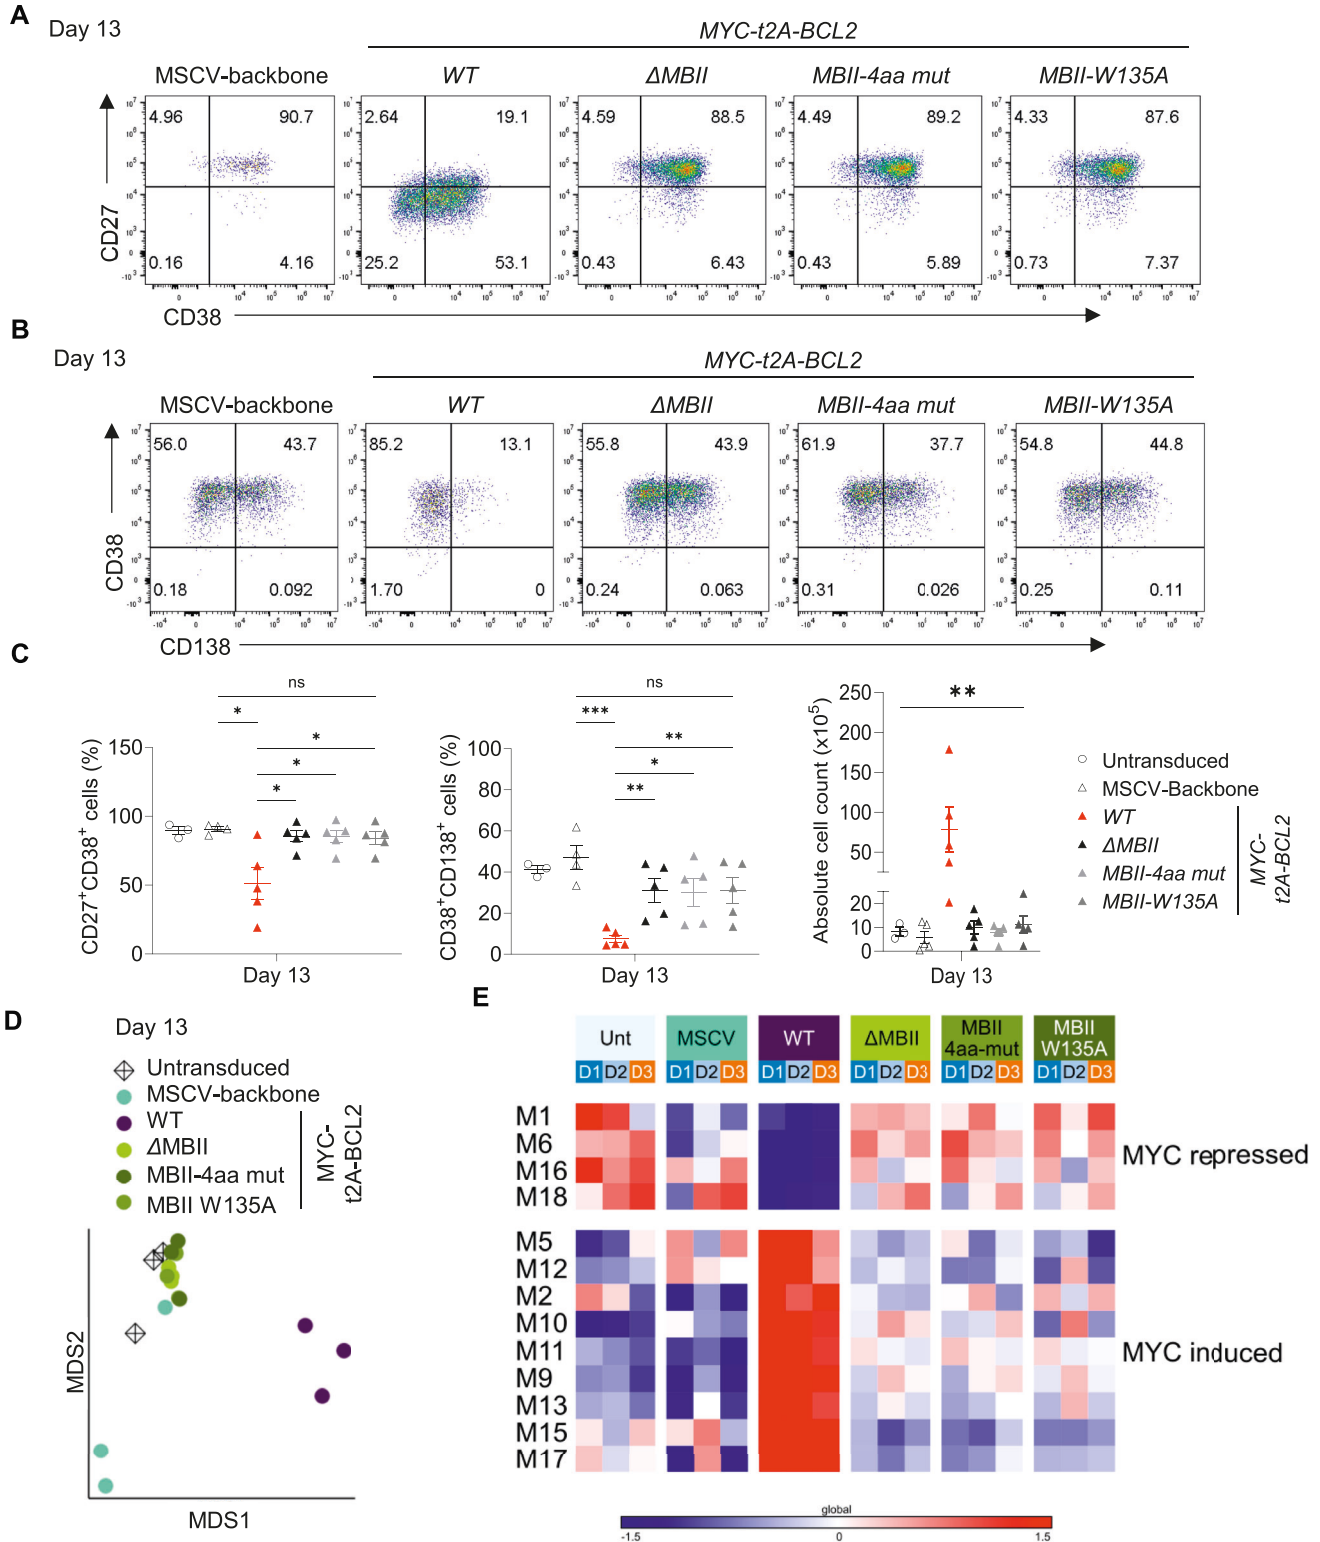 A
Day 13
MYC-t2A-BCL2
MSCV-backbone
WT
ΔMBII
MBII-4aa mut
MBII-W135A
4.96 90.7
2.64 19.1
4.59 88.5
4.49 89.2
4.33 87.6
0.16 4.16
25.2 53.1
0.43 6.43
0.43 5.89
0.73 7.37
CD27
CD38
B
Day 13
MYC-t2A-BCL2
MSCV-backbone
WT
ΔMBII
MBII-4aa mut
MBII-W135A
56.0 43.7
85.2 13.1
55.8 43.9
61.9 37.7
54.8 44.8
0.18 0.092
1.70 0
0.24 0.063
0.31 0.026
0.25 0.11
CD38
CD138
C
ns
*
*
*
*
150
100
50
0
CD27⁺CD38⁺ cells (%)
Day 13
ns
***
**
*
**
100
80
60
40
20
0
CD38⁺CD138⁺ cells (%)
Day 13
**
250
200
150
100
50
20
10
0
Absolute cell count (x10⁵)
Day 13
Untransduced
MSCV-Backbone
WT
ΔMBII
MBII-4aa mut
MBII-W135A
MYC-
t2A-BCL2
D
Day 13
Untransduced
MSCV-backbone
WT
ΔMBII
MBII-4aa mut
MBII W135A
MYC-
t2A-BCL2
MDS2
MDS1
E
Unt
MSCV
WT
ΔMBII
MBII
4aa-mut
MBII
W135A
D1 D2 D3 D1 D2 D3 D1 D2 D3 D1 D2 D3 D1 D2 D3 D1 D2 D3
M1
M6
M16
M18
MYC repressed
M5
M12
M2
M10
M11
M9
M13
M15
M17
MYC induced
global
-1.5 0 1.5